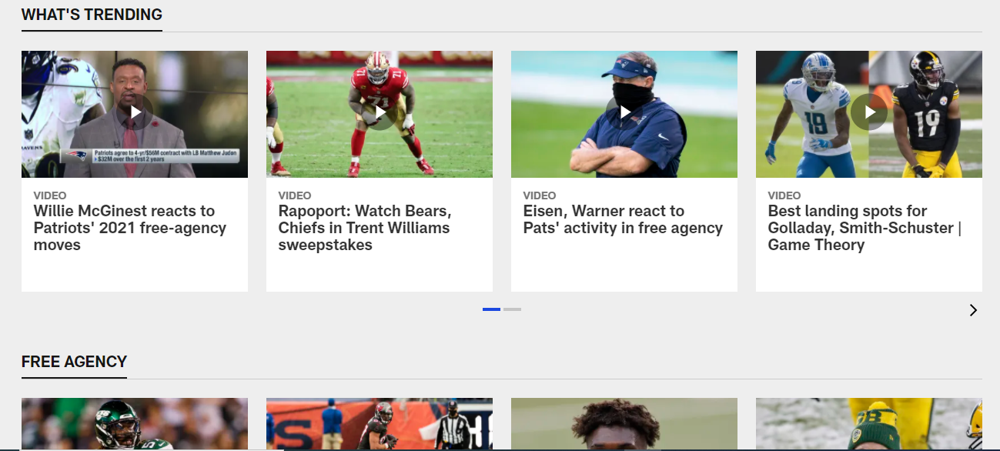 WHAT'S TRENDING
Patriots agree to 4-yr/$56M contract with LB Matthew Judon
$32M over the first 2 years
71
71
71
19
19
VIDEO
Willie McGinest reacts to
Patriots' 2021 free-agency
moves
VIDEO
Rapoport: Watch Bears,
Chiefs in Trent Williams
sweepstakes
VIDEO
Eisen, Warner react to
Pats' activity in free agency
VIDEO
Best landing spots for
Golladay, Smith-Schuster |
Game Theory
FREE AGENCY